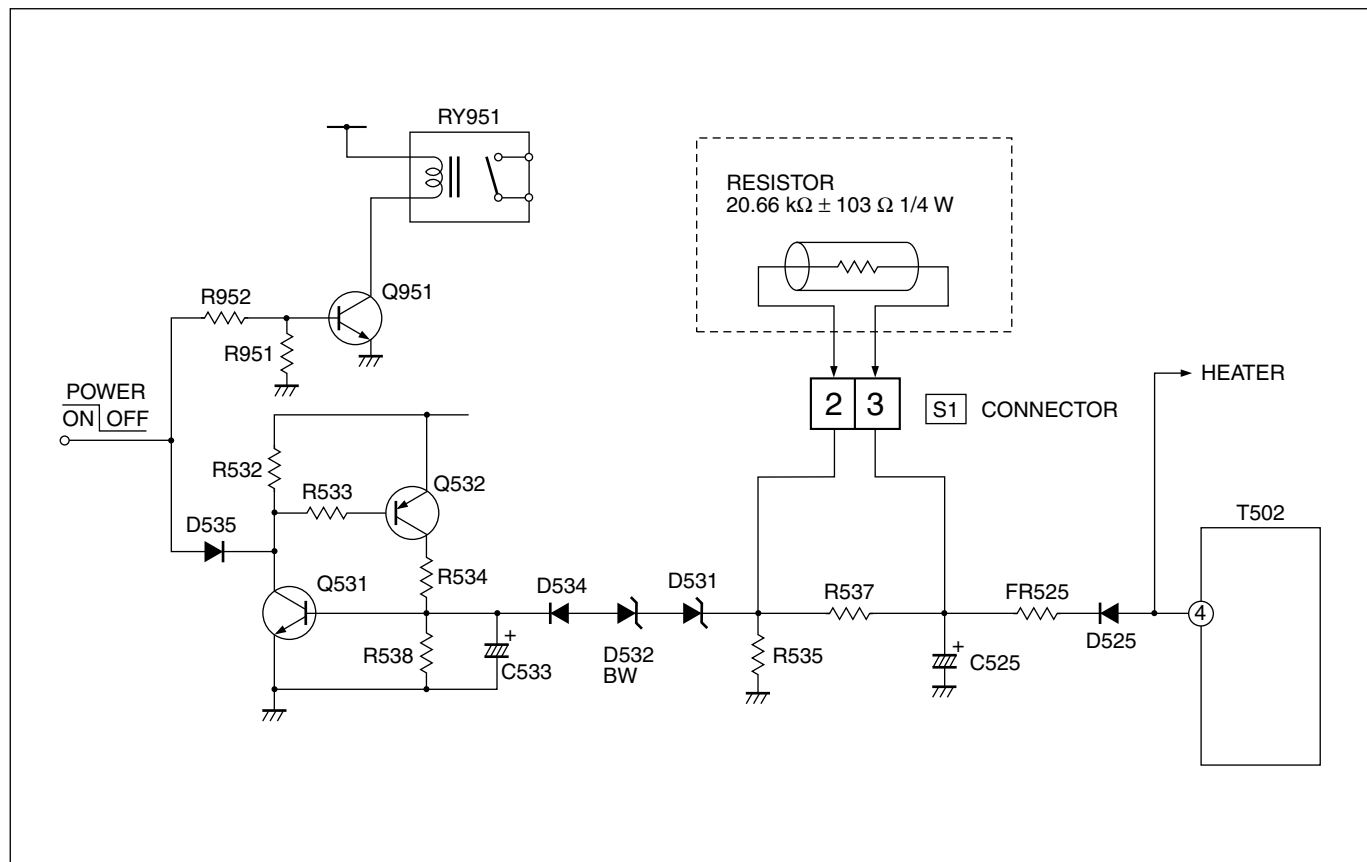 RY951
RESISTOR
20.66 kΩ ± 103 Ω 1/4 W
R952
Q951
R951
HEATER
POWER
ON OFF
2 3
S1 CONNECTOR
R532
R533
Q532
T502
D535
Q531
R534
D534
D531
R537
FR525
4
D525
R538
+
C533
D532
BW
R535
+
C525